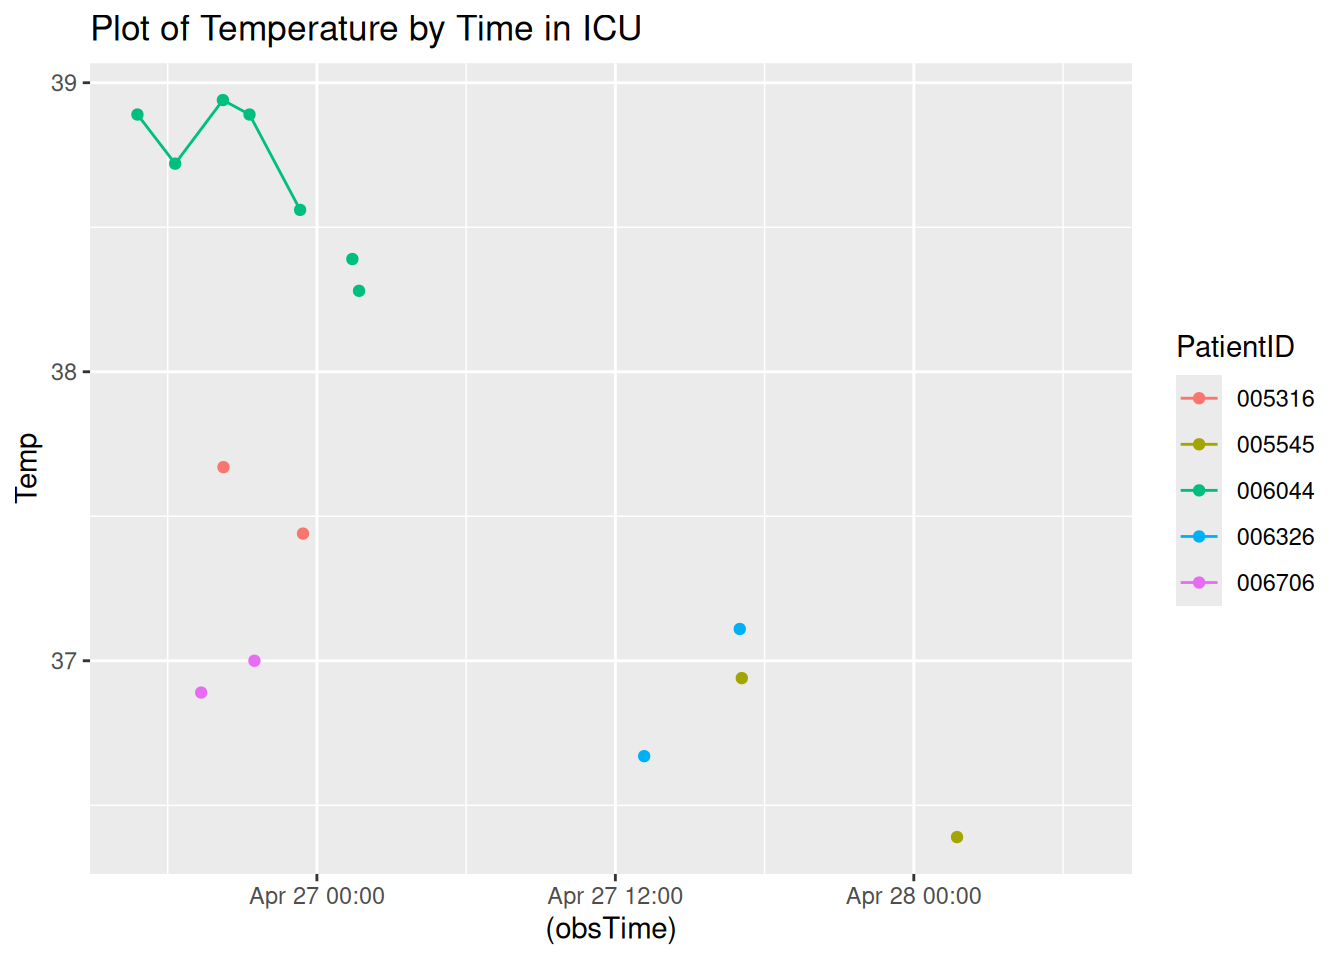 Plot of Temperature by Time in ICU
39
38
37
Temp
Apr 27 00:00
Apr 27 12:00
Apr 28 00:00
(obsTime)
PatientID
005316
005545
006044
006326
006706